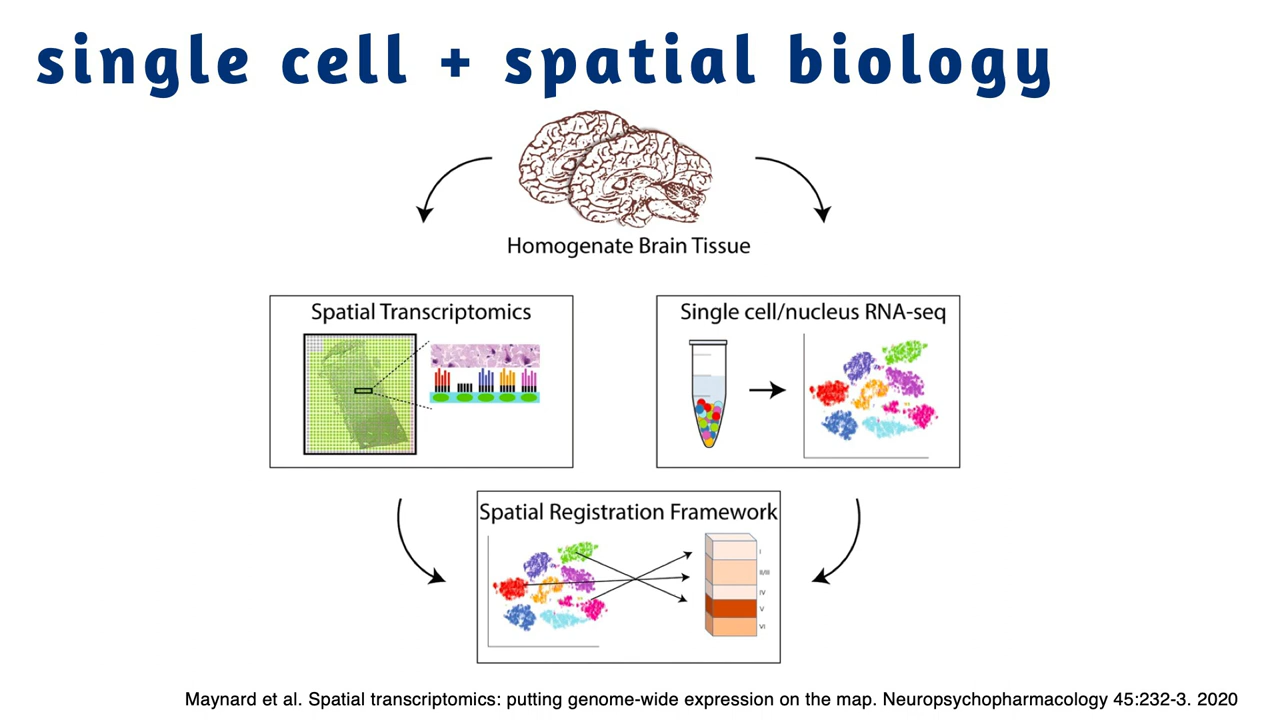 single cell + spatial biology
Homogenate Brain Tissue
Spatial Transcriptomics
Single cell/nucleus RNA-seq
Spatial Registration Framework
I
II/III
IV
V
VI
Maynard et al. Spatial transcriptomics: putting genome-wide expression on the map. Neuropsychopharmacology 45:232-3. 2020